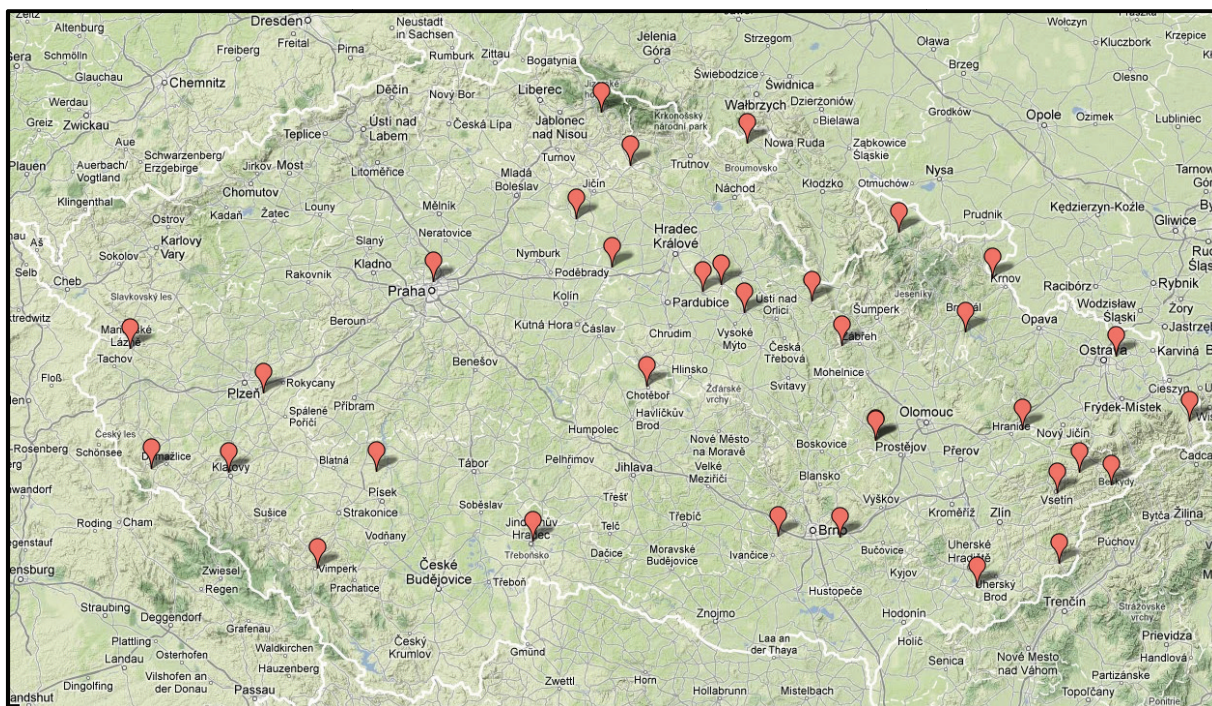 Zeitz
Altenburg
Schmölln
Gera
Glauchau
Werdau
Greiz
Zwickau
Aue
Plauen
Auerbach/
Vogtland
Klingenthal
Schwarzenberg/
Erzgebirge
Chemnitz
Freiberg
Freital
Dresden
Pirna
Neustadt
in Sachsen
Rumburk
Zittau
Bogatynia
Jelenia
Góra
Strzegom
Świebodzice
Świdnica
Wałbrzych
Dzierżoniów
Bielawa
Nowa Ruda
Ząbkowice
Śląskie
Oława
Brzeg
Grodków
Nysa
Otmuchów
Prudnik
Wołczyn
Kluczbork
Krzepice
Olesno
Opole
Ozimek
Lubliniec
Kędzierzyn-Koźle
Gliwice
Rybnik
Racibórz
Wodzisław
Śląski
Żory
Jastrzęb
Děčín
Nový Bor
Ústí nad
Labem
Česká Lípa
Teplice
Liberec
Jablonec
nad Nisou
Krkonošský
národní park
Turnov
Trutnov
Broumovsko
Náchod
Kłodzko
Jirkov
Most
Litoměřice
Mladá
Boleslav
Jičín
Chomutov
Kadaň
Žatec
Louny
Mělník
Neratovice
Ostrov
Karlovy
Vary
Sokolov
Aš
Selb
Cheb
Slavkovský les
Slaný
Kladno
Rakovník
Praha
Nymburk
Poděbrady
Kolín
Hradec
Králové
Pardubice
Ústí nad
Orlicí
Šumperk
Jeseníky
Krnov
Opava
Mariánské
Lázně
Tachov
Beroun
Kutná Hora
Čáslav
Chrudim
Vysoké
Mýto
Česká
Třebová
Zábřeh
Mohelnice
Ostrava
Karviná
Cieszyn
Floß
Plzeň
Rokycany
Spálené
Poříčí
Příbram
Benešov
Hlinsko
Žďárské
vrchy
Svitavy
Chotěboř
Havlíčkův
Brod
Olomouc
Hranice
Nový Jičín
Frýdek-Místek
Rosenberg
Český les
Schönsee
Domažlice
Klatovy
Blatná
Tábor
Humpolec
Pelhřimov
Jihlava
Nové Město
na Moravě
Velké
Meziříčí
Boskovice
Blansko
Prostějov
Přerov
Vsetín
Beskydy
Čadca
Cham
Roding
Sušice
Písek
Strakonice
Vodňany
Soběslav
Jindřichův
Hradec
Třeboňsko
Třešť
Telč
Třebíč
Dačice
Moravské
Budějovice
Ivančice
Brno
Vyškov
Bučovice
Kyjov
Kroměříž
Zlín
Uherské
Hradiště
Uherský
Brod
Bytča
Žilina
Púchov
Trenčín
Strážovské
vrchy
Zwiesel
Regen
Vimperk
Prachatice
České
Budějovice
Třeboň
Znojmo
Hustopeče
Hodonín
Holíč
Straubing
Deggendorf
Plattling
Grafenau
Landau
Osterhofen
Waldkirchen
Hauzenberg
Vilshofen an
der Donau
Dingolfing
Passau
Český
Krumlov
Gmünd
Zwettl
Horn
Laa an
der Thaya
Hollabrunn
Mistelbach
Senica
Nové Mesto
nad Váhom
Topoľčany
Prievidza
Handlová
Partizánske